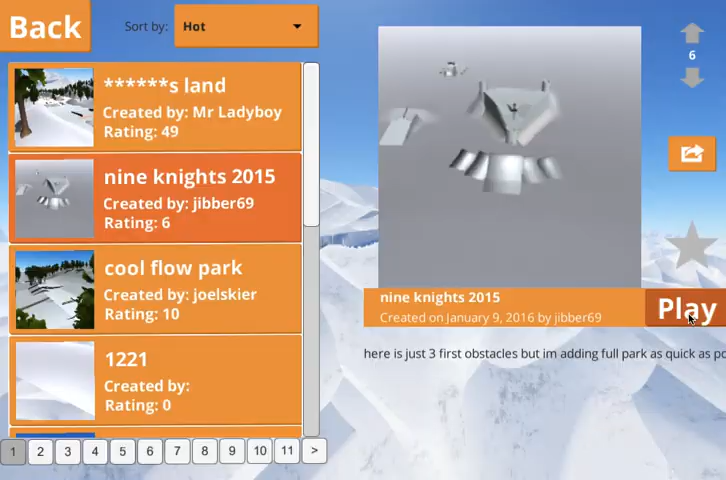 Back
Sort by:
Hot
******s land
Created by: Mr Ladyboy
Rating: 49
nine knights 2015
Created by: jibber69
Rating: 6
cool flow park
Created by: joelskier
Rating: 10
1221
Created by:
Rating: 0
1 2 3 4 5 6 7 8 9 10 11 >
6
nine knights 2015
Created on January 9, 2016 by jibber69
Play
here is just 3 first obstacles but im adding full park as quick as